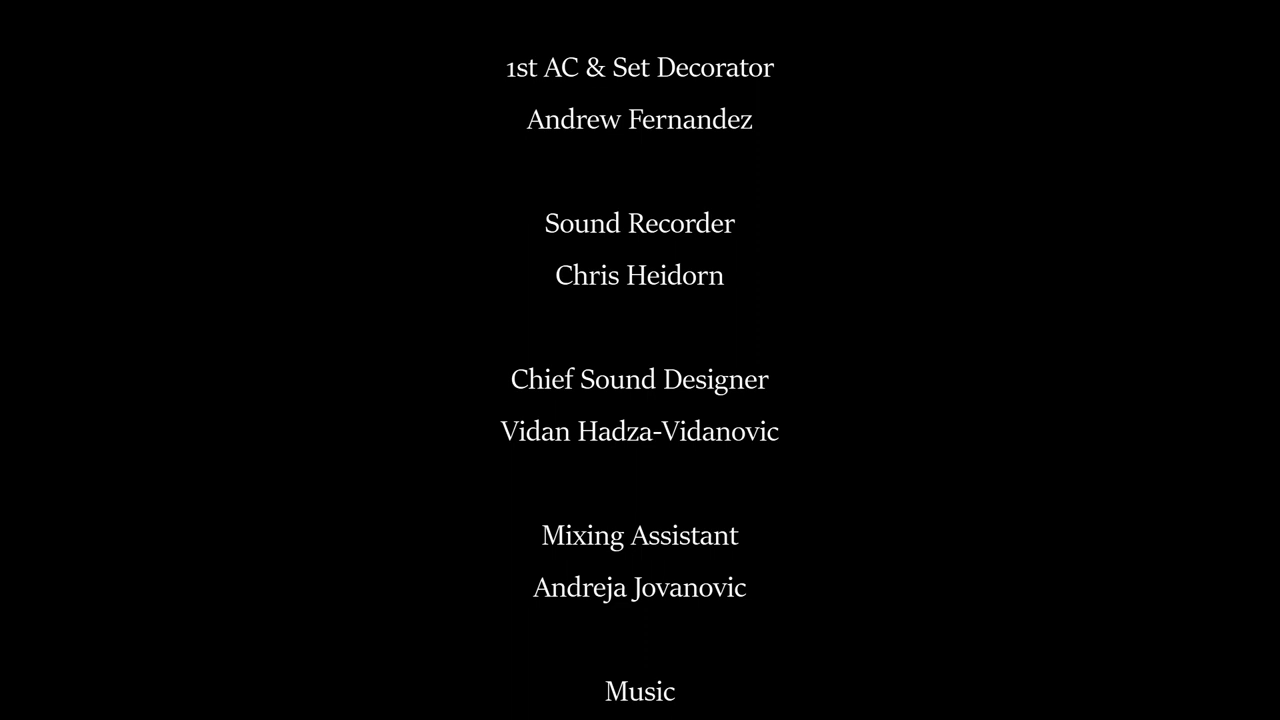 1st AC & Set Decorator
Andrew Fernandez
Sound Recorder
Chris Heidorn
Chief Sound Designer
Vidan Hadza-Vidanovic
Mixing Assistant
Andreja Jovanovic
Music